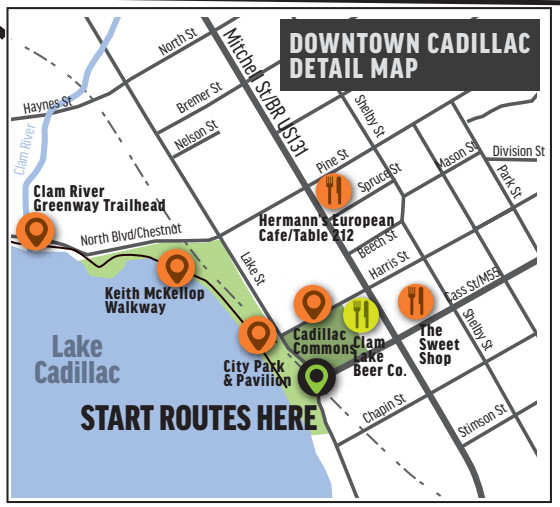 DOWNTOWN CADILLAC
DETAIL MAP
North St
Mitchell St/BR US131
Haynes St
Bremer St
Shelby St
Nelson St
Clam River
Pine St
Mason St
Division St
Spruce St
Park St
Clam River
Greenway Trailhead
Hermann's European
Cafe/Table 212
North Blvd/Chestnut
Beech St
Lake St
Harris St
Keith McKellop
Walkway
Cass St/M55
Cadillac
Commons
Clam
Lake
Beer Co.
The
Sweet
Shop
Shelby St
Lake
Cadillac
City Park
& Pavilion
START ROUTES HERE
Chapin St
Stimson St